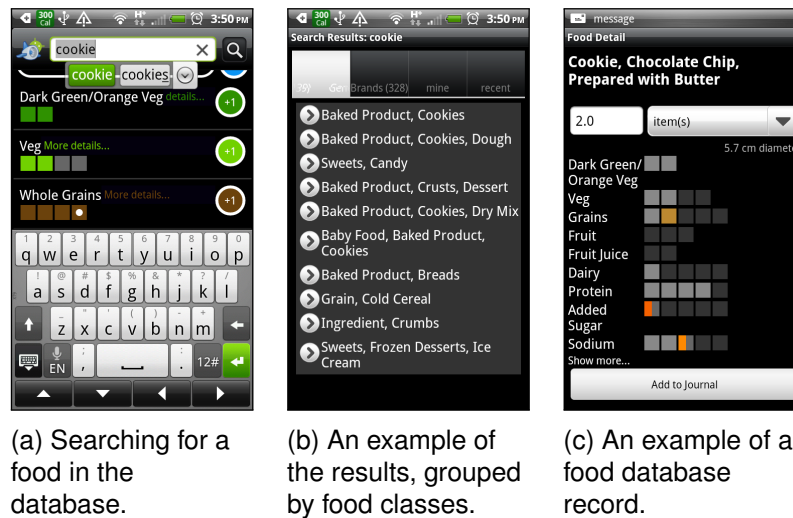 300
Cal
H+
3:50 PM
cookie
cookie
cookies
Dark Green/Orange Veg details...
+1
Veg More details...
+1
Whole Grains More details...
+1
1 2 3 4 5 6 7 8 9 0
q w e r t y u i o p
! @ # $ % & * ? /
a s d f g h j k l
_ " ' ( ) - +
z x c v b n m
EN , . 12#
300
Cal
H+
3:50 PM
Search Results: cookie
39) Gen Brands (328) mine recent
Baked Product, Cookies
Baked Product, Cookies, Dough
Sweets, Candy
Baked Product, Crusts, Dessert
Baked Product, Cookies, Dry Mix
Baby Food, Baked Product,
Cookies
Baked Product, Breads
Grain, Cold Cereal
Ingredient, Crumbs
Sweets, Frozen Desserts, Ice
Cream
message
Food Detail
Cookie, Chocolate Chip,
Prepared with Butter
2.0 item(s)
5.7 cm diamete
Dark Green/
Orange Veg
Veg
Grains
Fruit
Fruit Juice
Dairy
Protein
Added
Sugar
Sodium
Show more...
Add to Journal
(a) Searching for a
food in the
database.
(b) An example of
the results, grouped
by food classes.
(c) An example of a
food database
record.